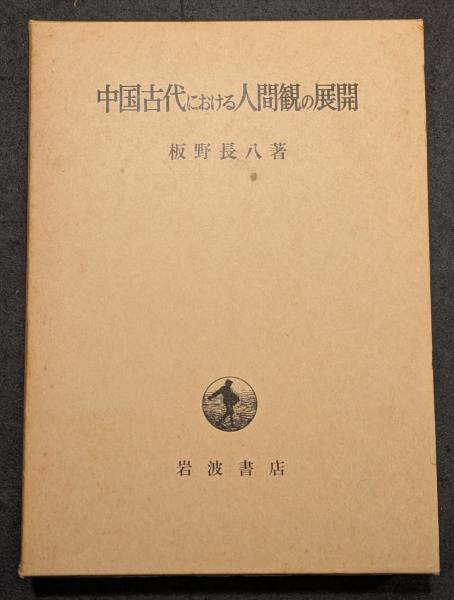 中国古代における人間観の展開
板野長八著
岩波書店